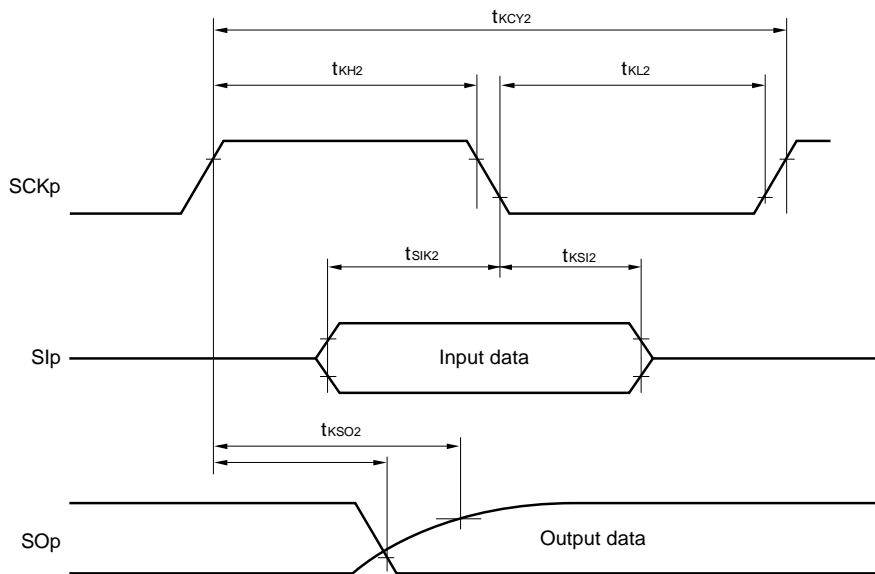 tKCY2
tKH2
tKL2
SCKp
tSIK2
tKSI2
SIp
Input data
tKSO2
SOp
Output data